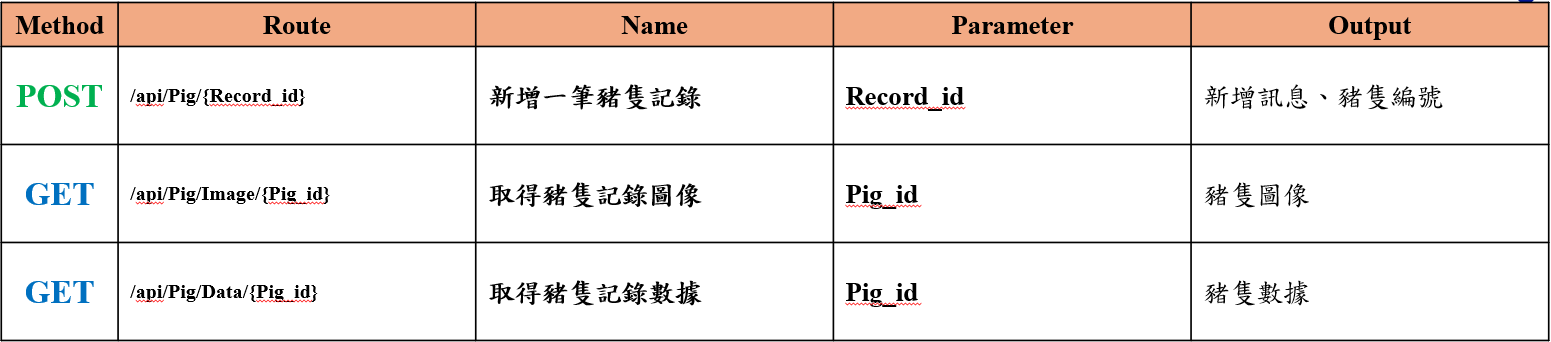 Method Route Name Parameter Output
POST /api/Pig/{Record_id} 新增一筆豬隻記錄 Record_id 新增訊息、豬隻編號
GET /api/Pig/Image/{Pig_id} 取得豬隻記錄圖像 Pig_id 豬隻圖像
GET /api/Pig/Data/{Pig_id} 取得豬隻記錄數據 Pig_id 豬隻數據